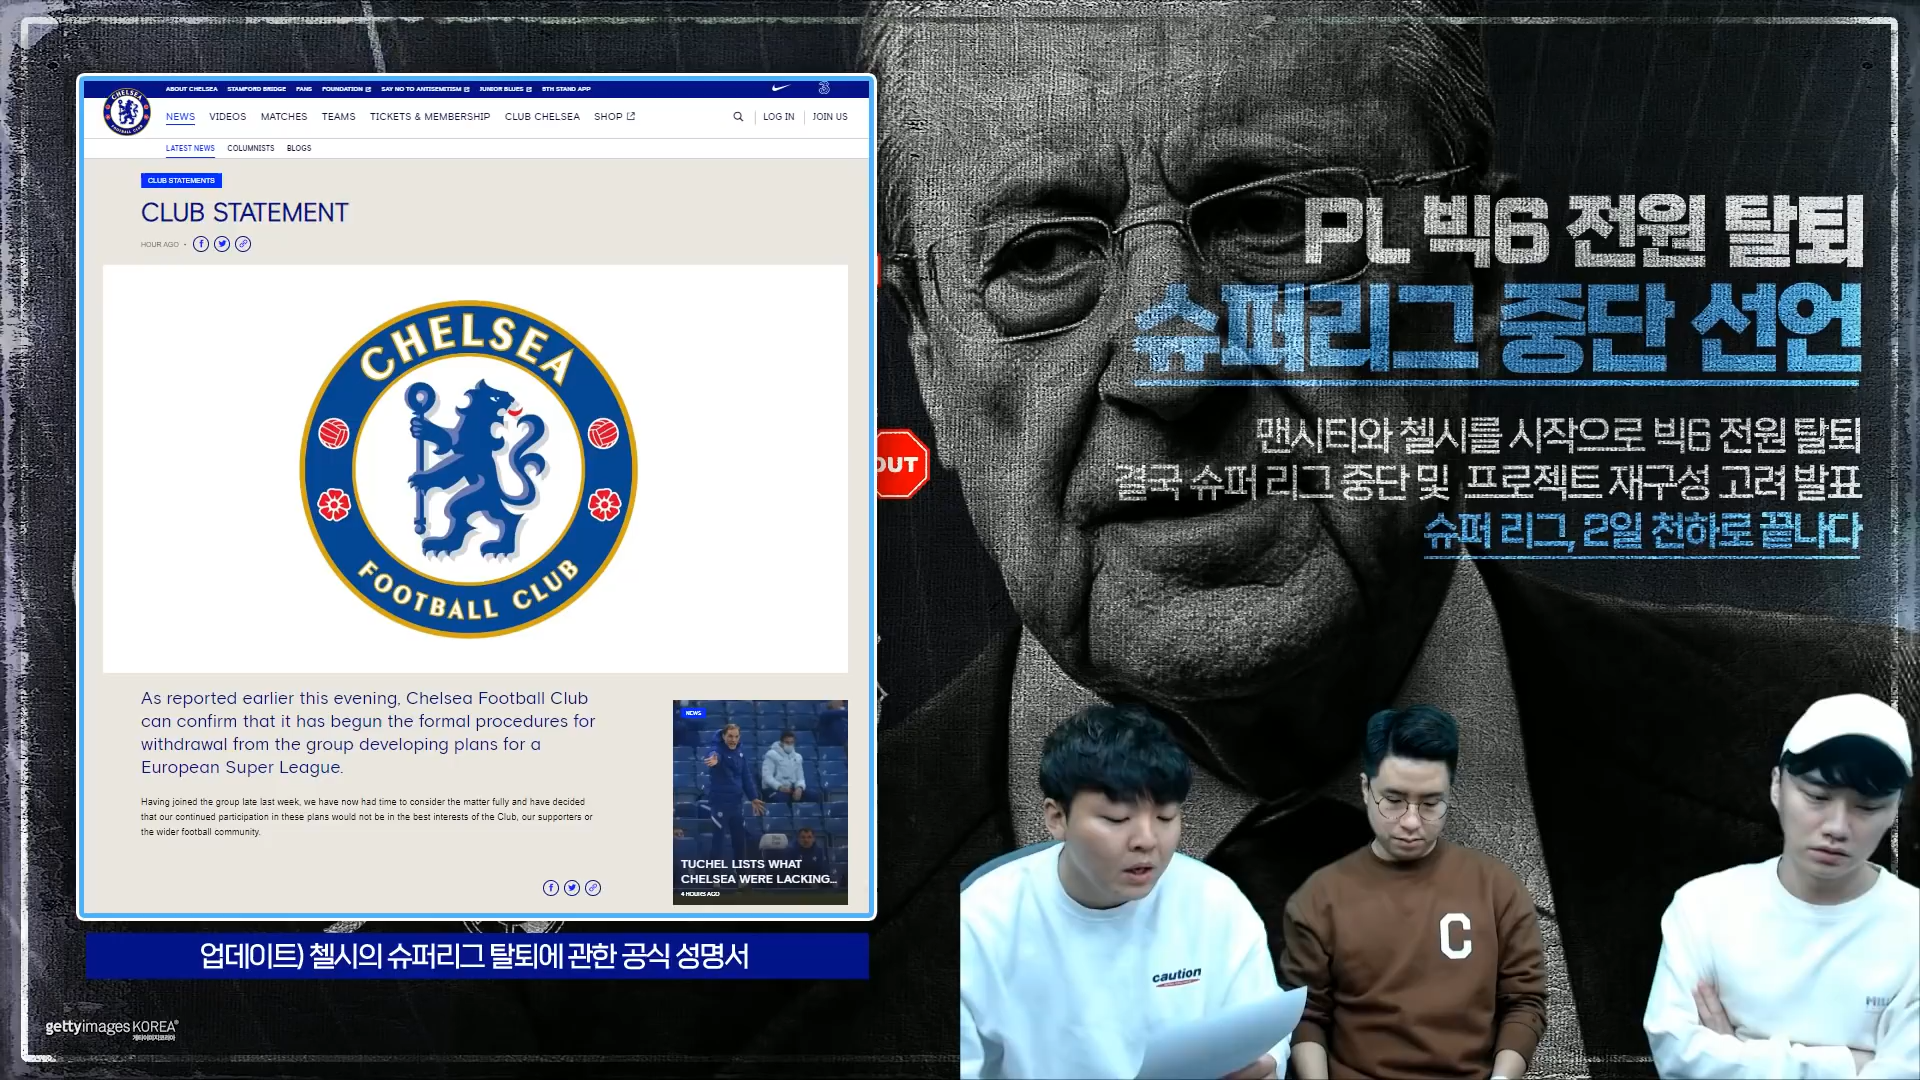 ABOUT CHELSEA STAMFORD BRIDGE FANS FOUNDATION SAY NO TO ANTISEMITISM JUNIOR BLUES 5TH STAND APP
NEWS VIDEOS MATCHES TEAMS TICKETS & MEMBERSHIP CLUB CHELSEA SHOP LOG IN JOIN US
LATEST NEWS COLUMNISTS BLOGS
CLUB STATEMENTS
CLUB STATEMENT
HOUR AGO
CHELSEA
FOOTBALL CLUB
As reported earlier this evening, Chelsea Football Club
can confirm that it has begun the formal procedures for
withdrawal from the group developing plans for a
European Super League.
Having joined the group late last week, we have now had time to consider the matter fully and have decided
that our continued participation in these plans would not be in the best interests of the Club, our supporters or
the wider football community.
NEWS
TUCHEL LISTS WHAT
CHELSEA WERE LACKING...
4 HOURS AGO
업데이트) 첼시의 슈퍼리그 탈퇴에 관한 공식 성명서
gettyimages KOREA
게티이미지코리아
PL 빅6 전원 탈퇴
슈퍼리그 중단 선언
맨시티와 첼시를 시작으로 빅6 전원 탈퇴
결국 슈퍼 리그 중단 및 프로젝트 재구성 고려 발표
슈퍼 리그, 2일 천하로 끝나다
OUT
caution
C